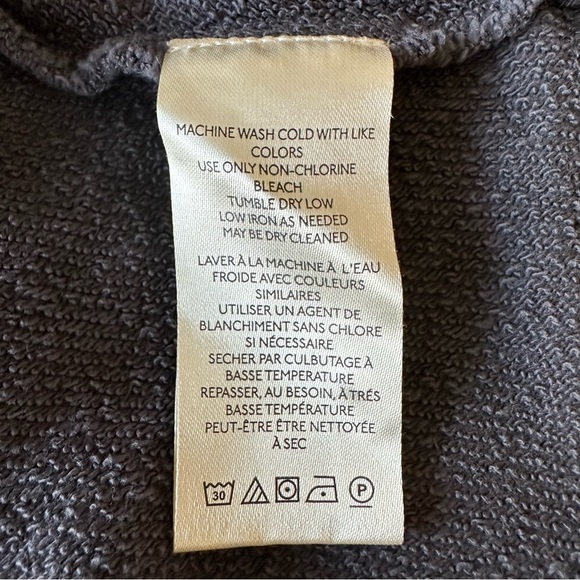 MACHINE WASH COLD WITH LIKE
COLORS
USE ONLY NON-CHLORINE
BLEACH
TUMBLE DRY LOW
LOW IRON AS NEEDED
MAY BE DRY CLEANED
LAVER À LA MACHINE À L'EAU
FROIDE AVEC COULEURS
SIMILAIRES
UTILISER UN AGENT DE
BLANCHIMENT SANS CHLORE
SI NÉCESSAIRE
SECHER PAR CULBUTAGE À
BASSE TEMPERATURE
REPASSER, AU BESOIN, À TRÉS
BASSE TEMPÉRATURE
PEUT-ÊTRE ÊTRE NETTOYÉE
À SEC
30 P